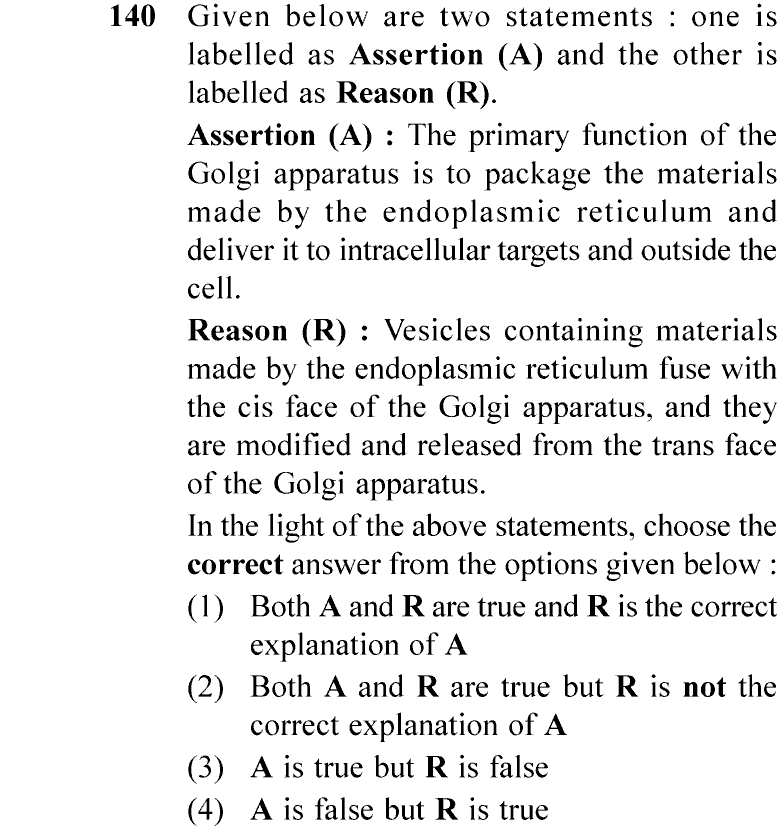 140 Given below are two statements : one is
labelled as Assertion (A) and the other is
labelled as Reason (R).
Assertion (A) : The primary function of the
Golgi apparatus is to package the materials
made by the endoplasmic reticulum and
deliver it to intracellular targets and outside the
cell.
Reason (R) : Vesicles containing materials
made by the endoplasmic reticulum fuse with
the cis face of the Golgi apparatus, and they
are modified and released from the trans face
of the Golgi apparatus.
In the light of the above statements, choose the
correct answer from the options given below :
(1) Both A and R are true and R is the correct
explanation of A
(2) Both A and R are true but R is not the
correct explanation of A
(3) A is true but R is false
(4) A is false but R is true